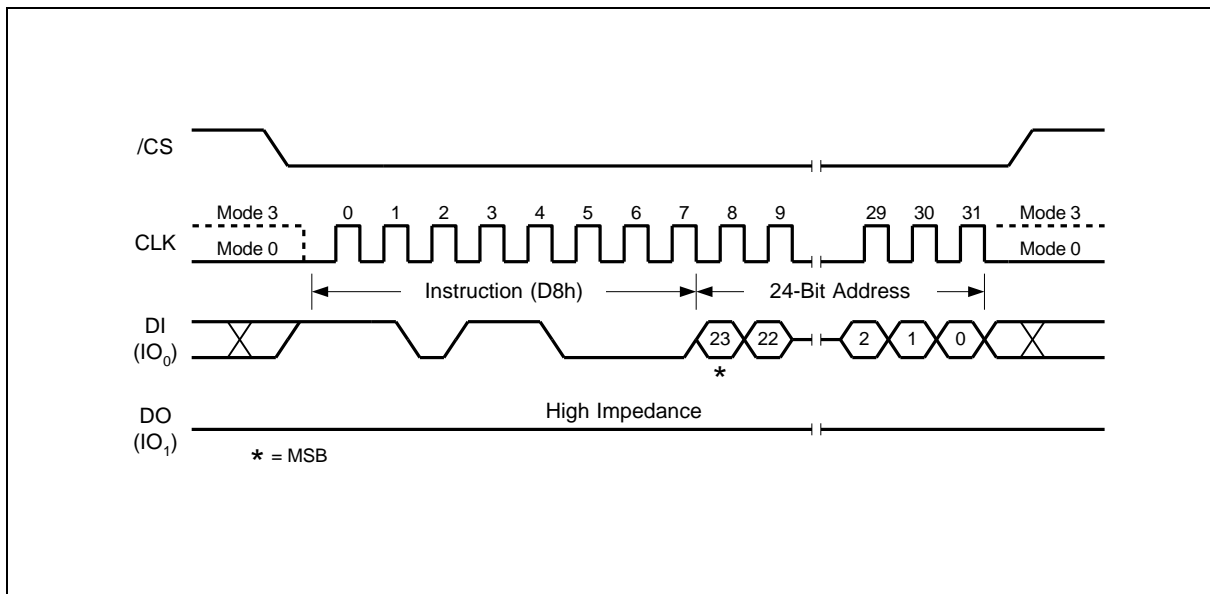 /CS
Mode 3 0 1 2 3 4 5 6 7 8 9 29 30 31 Mode 3
CLK Mode 0 Mode 0
Instruction (D8h) 24-Bit Address
DI
(IO₀) 23 22 2 1 0
*
DO High Impedance
(IO₁)
* = MSB